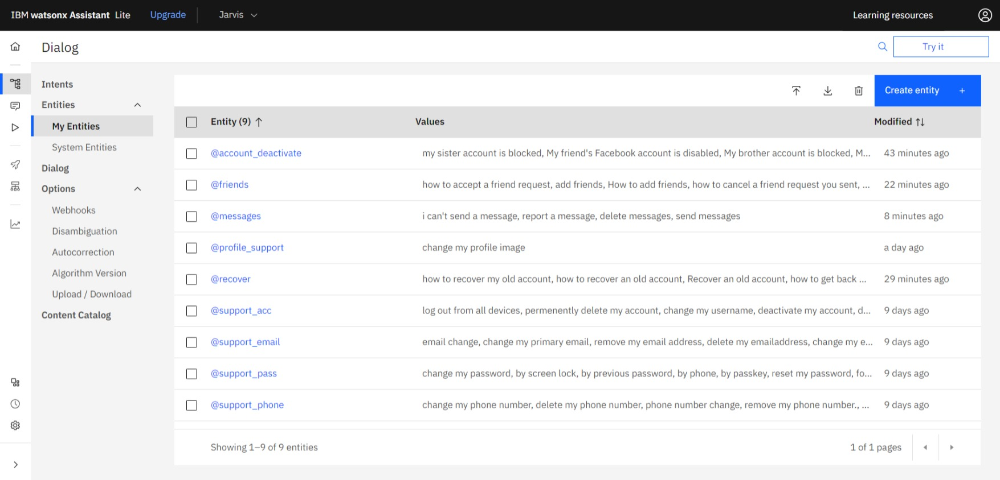 IBM watsonx Assistant Lite Upgrade Jarvis Learning resources
Dialog Try it
Intents
Entities
My Entities
System Entities
Dialog
Options
Webhooks
Disambiguation
Autocorrection
Algorithm Version
Upload / Download
Content Catalog
Create entity +
Entity (9) Values Modified
@account_deactivate my sister account is blocked, My friend's Facebook account is disabled, My brother account is blocked, M... 43 minutes ago
@friends how to accept a friend request, add friends, How to add friends, how to cancel a friend request you sent, ... 22 minutes ago
@messages i can't send a message, report a message, delete messages, send messages 8 minutes ago
@profile_support change my profile image a day ago
@recover how to recover my old account, how to recover an old account, Recover an old account, how to get back ... 29 minutes ago
@support_acc log out from all devices, permenently delete my account, change my username, deactivate my account, d... 9 days ago
@support_email email change, change my primary email, remove my email address, delete my emailaddress, change my e... 9 days ago
@support_pass change my password, by screen lock, by previous password, by phone, by passkey, reset my password, fo... 9 days ago
@support_phone change my phone number, delete my phone number, phone number change, remove my phone number., ... 9 days ago
Showing 1–9 of 9 entities 1 of 1 pages